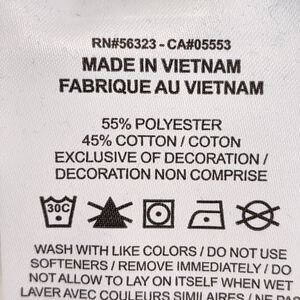 RN#56323 - CA#05553
MADE IN VIETNAM
FABRIQUE AU VIETNAM
55% POLYESTER
45% COTTON / COTON
EXCLUSIVE OF DECORATION /
DECORATION NON COMPRISE
30C
WASH WITH LIKE COLORS / DO NOT USE
SOFTENERS / REMOVE IMMEDIATELY / DO
NOT ALLOW TO LAY ON ITSELF WHEN WET
LAVER AVEC COULEURS SIMILAIRES / NE PAS